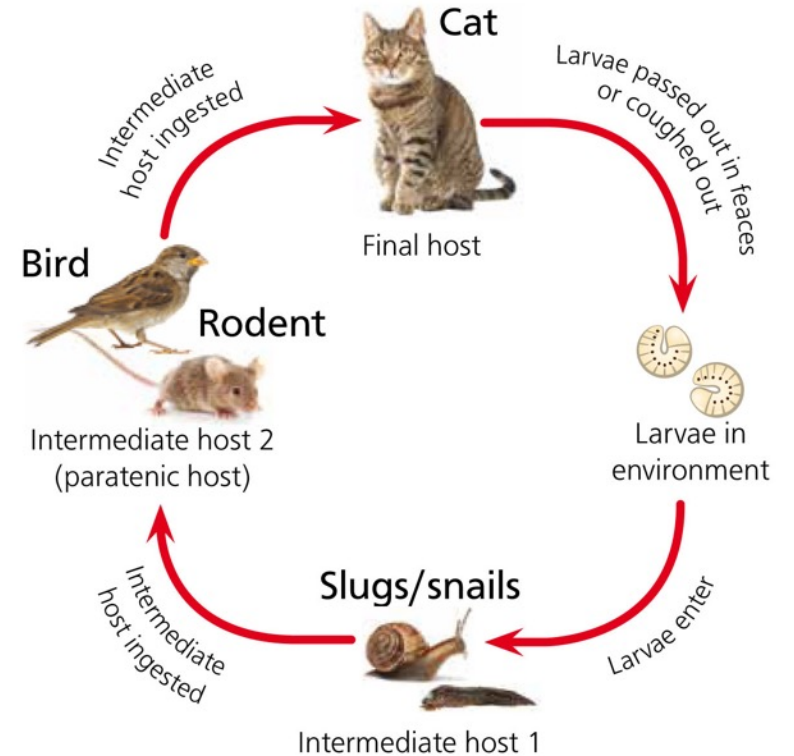 Cat
Final host
Larvae passed out in feaces
or coughed out
Larvae in
environment
Larvae enter
Slugs/snails
Intermediate host 1
Intermediate
host ingested
Bird
Rodent
Intermediate host 2
(paratenic host)
Intermediate
host ingested